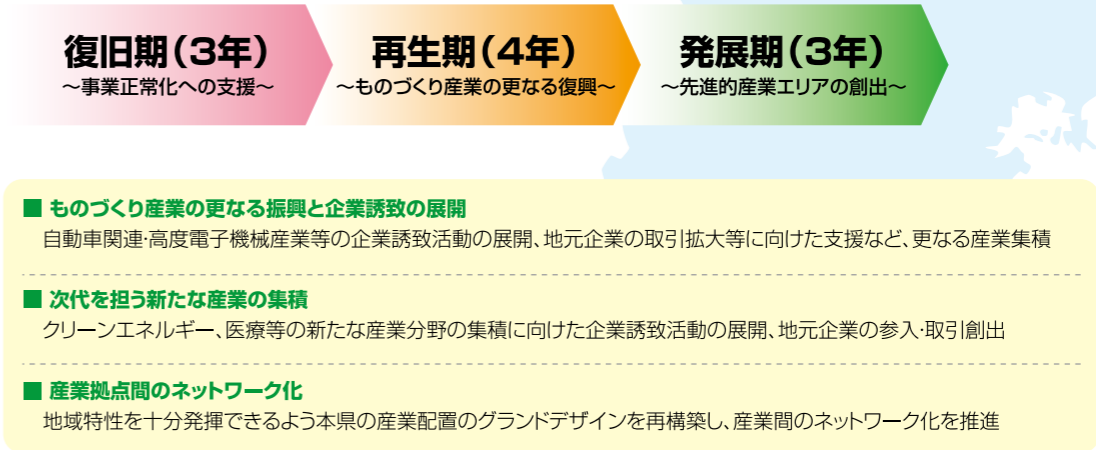 復旧期(3年)
～事業正常化への支援～
再生期(4年)
～ものづくり産業の更なる復興～
発展期(3年)
～先進的産業エリアの創出～
■ ものづくり産業の更なる振興と企業誘致の展開
自動車関連・高度電子機械産業等の企業誘致活動の展開、地元企業の取引拡大等に向けた支援など、更なる産業集積
■ 次代を担う新たな産業の集積
クリーンエネルギー、医療等の新たな産業分野の集積に向けた企業誘致活動の展開、地元企業の参入・取引創出
■ 産業拠点間のネットワーク化
地域特性を十分発揮できるよう本県の産業配置のグランドデザインを再構築し、産業間のネットワーク化を推進